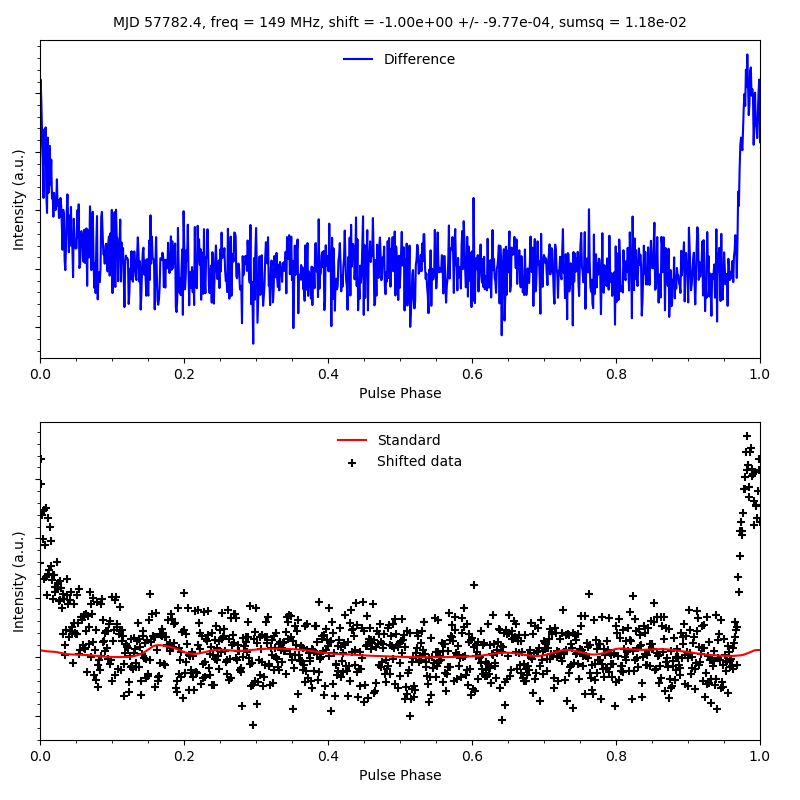 MJD 57782.4, freq = 149 MHz, shift = -1.00e+00 +/- -9.77e-04, sumsq = 1.18e-02
Difference
Intensity (a.u.)
0.0 0.2 0.4 0.6 0.8 1.0
Pulse Phase
Standard
Shifted data
Intensity (a.u.)
0.0 0.2 0.4 0.6 0.8 1.0
Pulse Phase